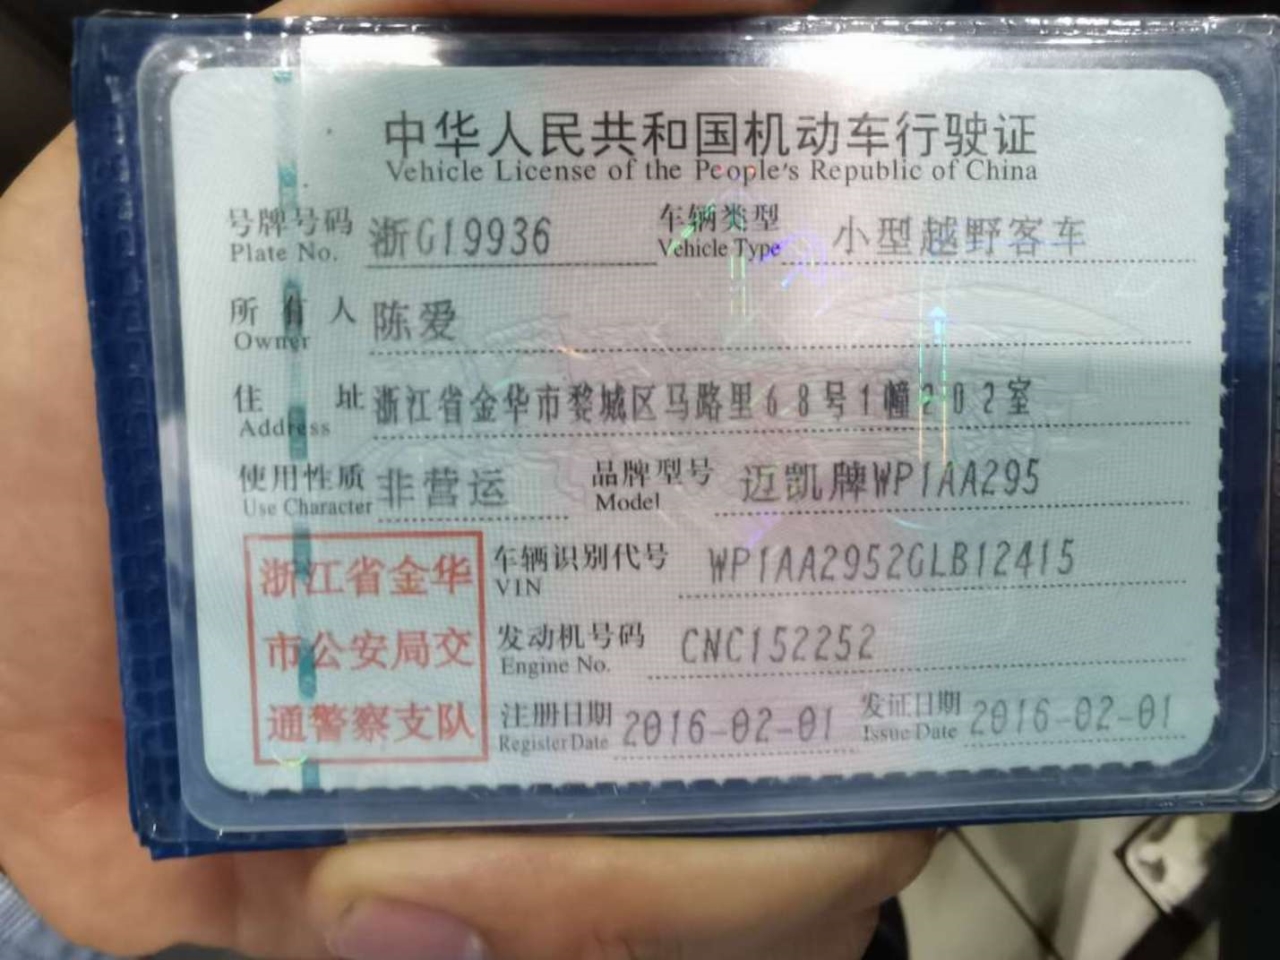 中华人民共和国机动车行驶证
Vehicle License of the People's Republic of China
号牌号码 浙G19936 车辆类型 小型越野客车
Plate No. Vehicle Type
所有人 陈爱
Owner
住址 浙江省金华市婺城区马路里68号1幢202室
Address
使用性质 非营运 品牌型号 迈凯牌WP1AA295
Use Character Model
浙江省金华
市公安局交
通警察支队
车辆识别代号 WP1AA2952GLB12415
VIN
发动机号码 CNC152252
Engine No.
注册日期 2016-02-01 发证日期 2016-02-01
Register Date Issue Date